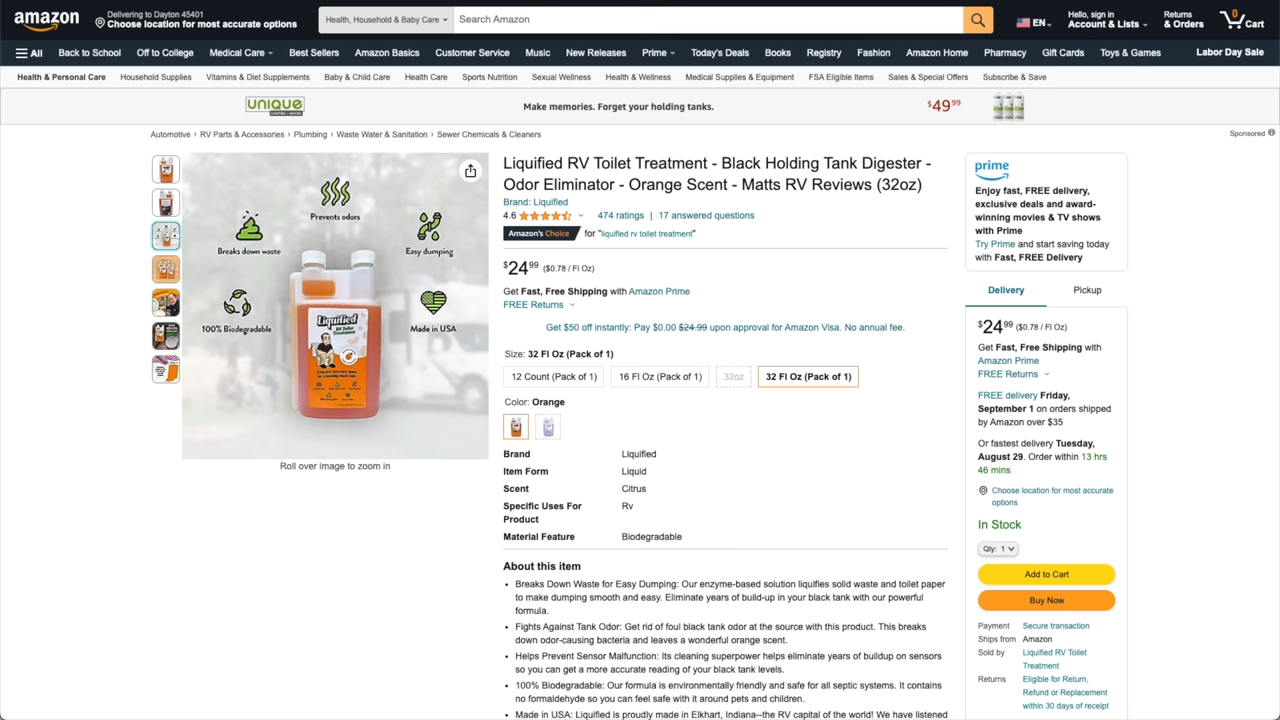 amazon
Delivering to Dayton 45401
Choose location for most accurate options
Health, Household & Baby Care
Search Amazon
EN
Hello, sign in
Account & Lists
Returns
& Orders
0
Cart
All
Back to School
Off to College
Medical Care
Best Sellers
Amazon Basics
Customer Service
Music
New Releases
Prime
Today's Deals
Books
Registry
Fashion
Amazon Home
Pharmacy
Gift Cards
Toys & Games
Labor Day Sale
Health & Personal Care
Household Supplies
Vitamins & Diet Supplements
Baby & Child Care
Health Care
Sports Nutrition
Sexual Wellness
Health & Wellness
Medical Supplies & Equipment
FSA Eligible Items
Sales & Special Offers
Subscribe & Save
UNIQUE
Make memories. Forget your holding tanks.
$49.99
Automotive › RV Parts & Accessories › Plumbing › Waste Water & Sanitation › Sewer Chemicals & Cleaners
Sponsored
Prevents odors
Breaks down waste
Easy dumping
100% Biodegradable
Made in USA
Liquified
RV Toilet
Treatment
Roll over image to zoom in
Liquified RV Toilet Treatment - Black Holding Tank Digester -
Odor Eliminator - Orange Scent - Matts RV Reviews (32oz)
Brand: Liquified
4.6
474 ratings | 17 answered questions
Amazon's Choice for "liquified rv toilet treatment"
$24.99 ($0.78 / Fl Oz)
Get Fast, Free Shipping with Amazon Prime
FREE Returns
Get $50 off instantly: Pay $0.00 $24.99 upon approval for Amazon Visa. No annual fee.
Size: 32 Fl Oz (Pack of 1)
12 Count (Pack of 1)
16 Fl Oz (Pack of 1)
32oz
32 Fl Oz (Pack of 1)
Color: Orange
Brand Liquified
Item Form Liquid
Scent Citrus
Specific Uses For Rv
Product
Material Feature Biodegradable
About this item
• Breaks Down Waste for Easy Dumping: Our enzyme-based solution liquifies solid waste and toilet paper
to make dumping smooth and easy. Eliminate years of build-up in your black tank with our powerful
formula.
• Fights Against Tank Odor: Get rid of foul black tank odor at the source with this product. This breaks
down odor-causing bacteria and leaves a wonderful orange scent.
• Helps Prevent Sensor Malfunction: Its cleaning superpower helps eliminate years of buildup on sensors
so you can get a more accurate reading of your black tank levels.
• 100% Biodegradable: Our formula is environmentally friendly and safe for all septic systems. It contains
no formaldehyde so you can feel safe with it around pets and children.
• Made in USA: Liquified is proudly made in Elkhart, Indiana--the RV capital of the world! We have listened
prime
Enjoy fast, FREE delivery,
exclusive deals and award-
winning movies & TV shows
with Prime
Try Prime and start saving today
with Fast, FREE Delivery
Delivery
Pickup
$24.99 ($0.78 / Fl Oz)
Get Fast, Free Shipping with
Amazon Prime
FREE Returns
FREE delivery Friday,
September 1 on orders shipped
by Amazon over $35
Or fastest delivery Tuesday,
August 29. Order within 13 hrs
46 mins
Choose location for most accurate
options
In Stock
Qty: 1
Add to Cart
Buy Now
Payment Secure transaction
Ships from Amazon
Sold by Liquified RV Toilet
Treatment
Returns Eligible for Return,
Refund or Replacement
within 30 days of receipt